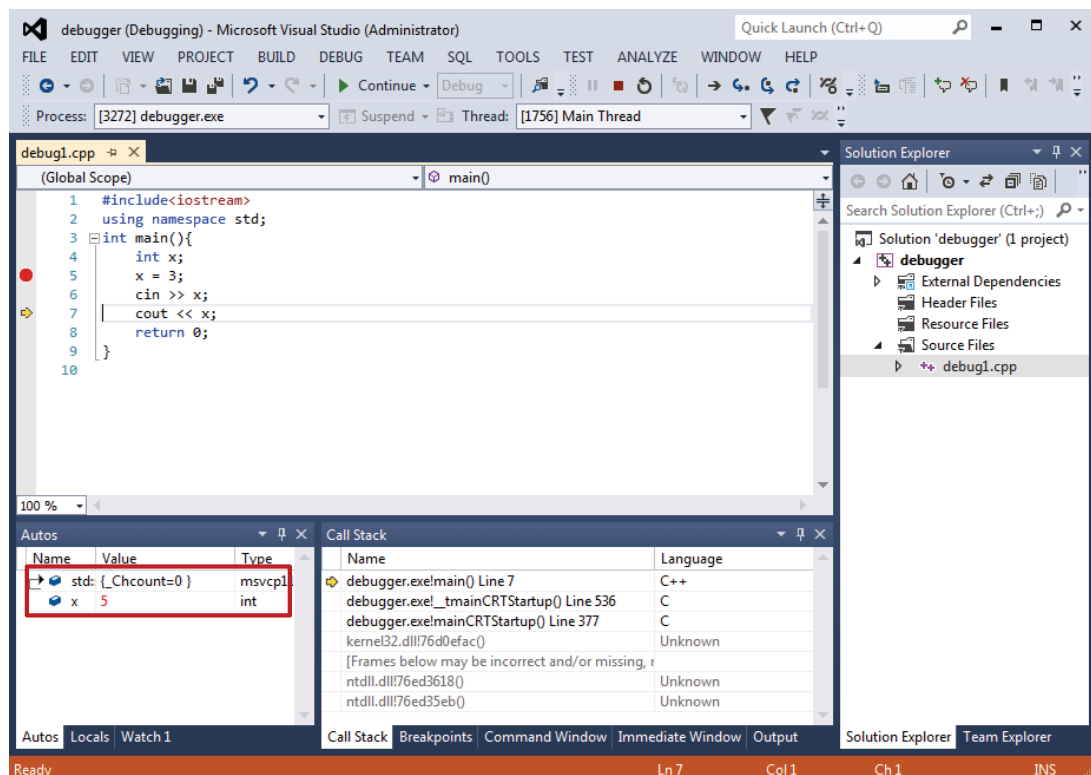 debugger (Debugging) - Microsoft Visual Studio (Administrator)
Quick Launch (Ctrl+Q)
FILE EDIT VIEW PROJECT BUILD DEBUG TEAM SQL TOOLS TEST ANALYZE WINDOW HELP
Continue Debug
Process: [3272] debugger.exe Suspend Thread: [1756] Main Thread
debug1.cpp
(Global Scope) main()
1 #include<iostream>
2 using namespace std;
3 int main(){
4 int x;
5 x = 3;
6 cin >> x;
7 cout << x;
8 return 0;
9 }
10
100 %
Solution Explorer
Search Solution Explorer (Ctrl+;)
Solution 'debugger' (1 project)
debugger
External Dependencies
Header Files
Resource Files
Source Files
debug1.cpp
Autos
Name Value Type
std:: {_Chcount=0 } msvcp1
x 5 int
Autos Locals Watch 1
Call Stack
Name Language
debugger.exe!main() Line 7 C++
debugger.exe!__tmainCRTStartup() Line 536 C
debugger.exe!mainCRTStartup() Line 377 C
kernel32.dll!76d0efac() Unknown
[Frames below may be incorrect and/or missing,
ntdll.dll!76ed3618() Unknown
ntdll.dll!76ed35eb() Unknown
Call Stack Breakpoints Command Window Immediate Window Output
Solution Explorer Team Explorer
Ready Ln 7 Col 1 Ch 1 INS